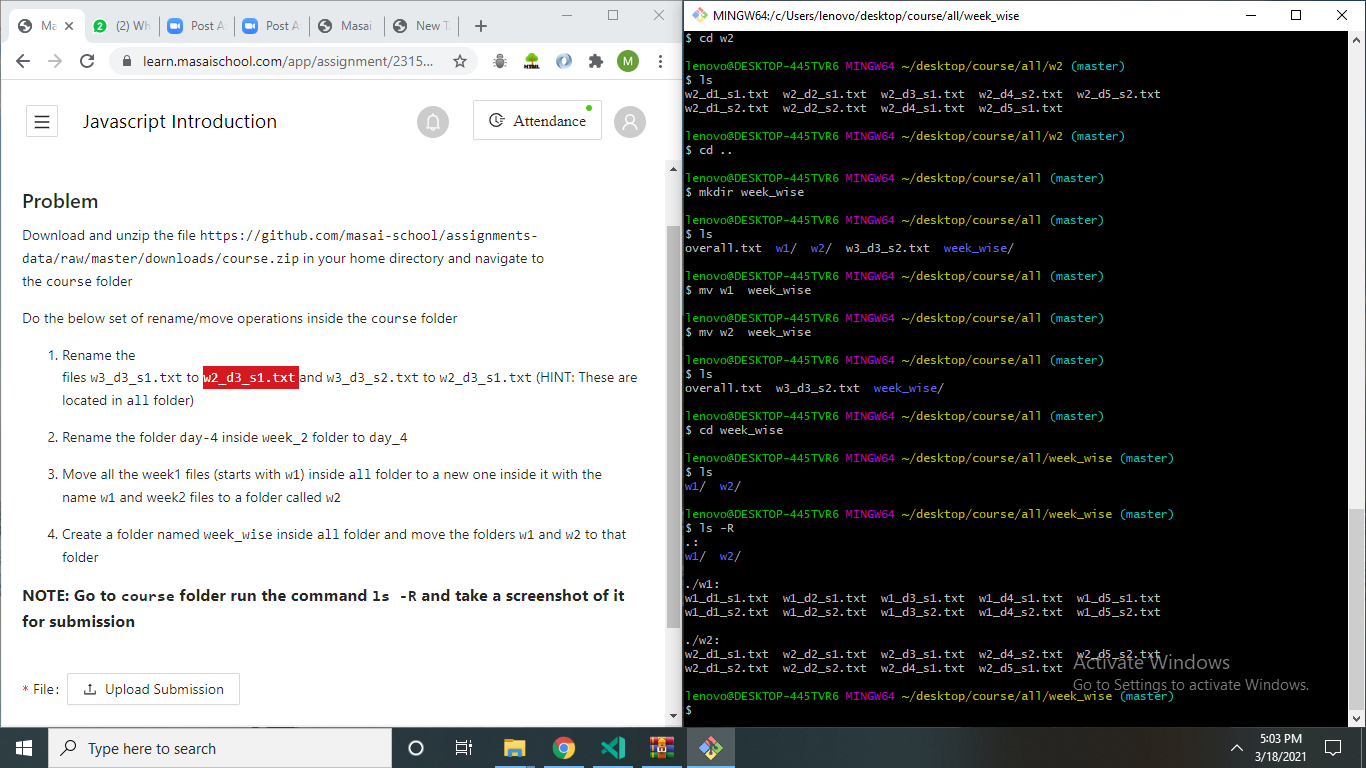 Ma
(2) Wh
Post A
Post A
Masai
New T
learn.masaischool.com/app/assignment/2315...
M
Javascript Introduction
Attendance
Problem
Download and unzip the file https://github.com/masai-school/assignments-
data/raw/master/downloads/course.zip in your home directory and navigate to
the course folder
Do the below set of rename/move operations inside the course folder
1. Rename the
files w3_d3_s1.txt to w2_d3_s1.txt and w3_d3_s2.txt to w2_d3_s1.txt (HINT: These are
located in all folder)
2. Rename the folder day-4 inside week_2 folder to day_4
3. Move all the week1 files (starts with w1) inside all folder to a new one inside it with the
name w1 and week2 files to a folder called w2
4. Create a folder named week_wise inside all folder and move the folders w1 and w2 to that
folder
NOTE: Go to course folder run the command ls -R and take a screenshot of it
for submission
* File: Upload Submission
MINGW64:/c/Users/lenovo/desktop/course/all/week_wise
$ cd w2
lenovo@DESKTOP-445TVR6 MINGW64 ~/desktop/course/all/w2 (master)
$ ls
w2_d1_s1.txt w2_d2_s1.txt w2_d3_s1.txt w2_d4_s2.txt w2_d5_s2.txt
w2_d1_s2.txt w2_d2_s2.txt w2_d4_s1.txt w2_d5_s1.txt
lenovo@DESKTOP-445TVR6 MINGW64 ~/desktop/course/all/w2 (master)
$ cd ..
lenovo@DESKTOP-445TVR6 MINGW64 ~/desktop/course/all (master)
$ mkdir week_wise
lenovo@DESKTOP-445TVR6 MINGW64 ~/desktop/course/all (master)
$ ls
overall.txt w1/ w2/ w3_d3_s2.txt week_wise/
lenovo@DESKTOP-445TVR6 MINGW64 ~/desktop/course/all (master)
$ mv w1 week_wise
lenovo@DESKTOP-445TVR6 MINGW64 ~/desktop/course/all (master)
$ mv w2 week_wise
lenovo@DESKTOP-445TVR6 MINGW64 ~/desktop/course/all (master)
$ ls
overall.txt w3_d3_s2.txt week_wise/
lenovo@DESKTOP-445TVR6 MINGW64 ~/desktop/course/all (master)
$ cd week_wise
lenovo@DESKTOP-445TVR6 MINGW64 ~/desktop/course/all/week_wise (master)
$ ls
w1/ w2/
lenovo@DESKTOP-445TVR6 MINGW64 ~/desktop/course/all/week_wise (master)
$ ls -R
.:
w1/ w2/
./w1:
w1_d1_s1.txt w1_d2_s1.txt w1_d3_s1.txt w1_d4_s1.txt w1_d5_s1.txt
w1_d1_s2.txt w1_d2_s2.txt w1_d3_s2.txt w1_d4_s2.txt w1_d5_s2.txt
./w2:
w2_d1_s1.txt w2_d2_s1.txt w2_d3_s1.txt w2_d4_s2.txt w2_d5_s2.txt
w2_d1_s2.txt w2_d2_s2.txt w2_d4_s1.txt w2_d5_s1.txt
lenovo@DESKTOP-445TVR6 MINGW64 ~/desktop/course/all/week_wise (master)
$
Activate Windows
Go to Settings to activate Windows.
Type here to search
5:03 PM
3/18/2021